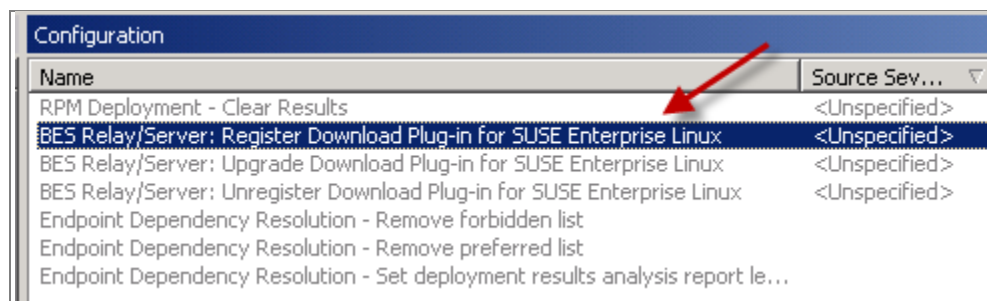 Configuration
Name Source Sev...
RPM Deployment - Clear Results <Unspecified>
BES Relay/Server: Register Download Plug-in for SUSE Enterprise Linux <Unspecified>
BES Relay/Server: Upgrade Download Plug-in for SUSE Enterprise Linux <Unspecified>
BES Relay/Server: Unregister Download Plug-in for SUSE Enterprise Linux <Unspecified>
Endpoint Dependency Resolution - Remove forbidden list
Endpoint Dependency Resolution - Remove preferred list
Endpoint Dependency Resolution - Set deployment results analysis report le...